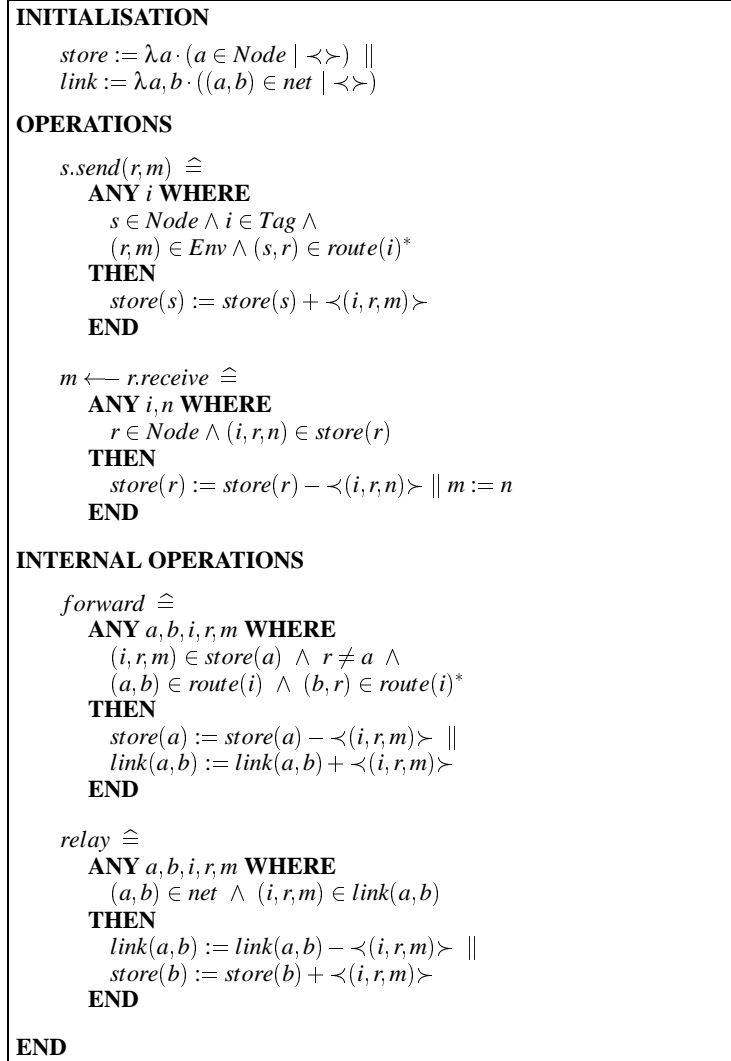 INITIALISATION
store := λa·(a ∈ Node | ≺≻) ∥
link := λa,b·((a,b) ∈ net | ≺≻)
OPERATIONS
s.send(r,m) ≙
ANY i WHERE
s ∈ Node ∧ i ∈ Tag ∧
(r,m) ∈ Env ∧ (s,r) ∈ route(i)*
THEN
store(s) := store(s) + ≺(i,r,m)≻
END
m ⟵ r.receive ≙
ANY i,n WHERE
r ∈ Node ∧ (i,r,n) ∈ store(r)
THEN
store(r) := store(r) − ≺(i,r,n)≻ ∥ m := n
END
INTERNAL OPERATIONS
forward ≙
ANY a,b,i,r,m WHERE
(i,r,m) ∈ store(a) ∧ r ≠ a ∧
(a,b) ∈ route(i) ∧ (b,r) ∈ route(i)*
THEN
store(a) := store(a) − ≺(i,r,m)≻ ∥
link(a,b) := link(a,b) + ≺(i,r,m)≻
END
relay ≙
ANY a,b,i,r,m WHERE
(a,b) ∈ net ∧ (i,r,m) ∈ link(a,b)
THEN
link(a,b) := link(a,b) − ≺(i,r,m)≻ ∥
store(b) := store(b) + ≺(i,r,m)≻
END
END